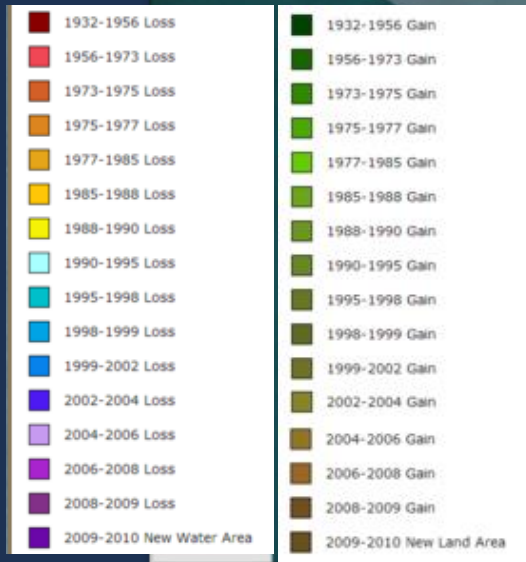 1932-1956 Loss
1956-1973 Loss
1973-1975 Loss
1975-1977 Loss
1977-1985 Loss
1985-1988 Loss
1988-1990 Loss
1990-1995 Loss
1995-1998 Loss
1998-1999 Loss
1999-2002 Loss
2002-2004 Loss
2004-2006 Loss
2006-2008 Loss
2008-2009 Loss
2009-2010 New Water Area
1932-1956 Gain
1956-1973 Gain
1973-1975 Gain
1975-1977 Gain
1977-1985 Gain
1985-1988 Gain
1988-1990 Gain
1990-1995 Gain
1995-1998 Gain
1998-1999 Gain
1999-2002 Gain
2002-2004 Gain
2004-2006 Gain
2006-2008 Gain
2008-2009 Gain
2009-2010 New Land Area